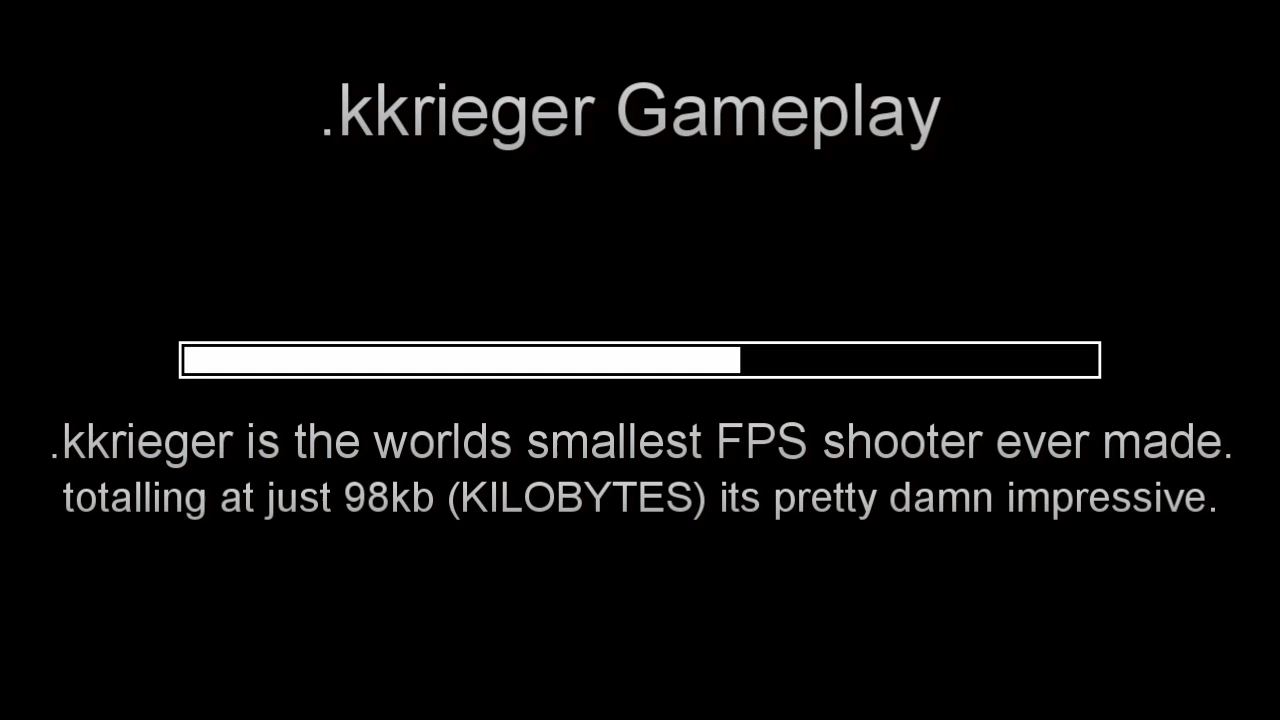 .kkrieger Gameplay
.kkrieger is the worlds smallest FPS shooter ever made.
totalling at just 98kb (KILOBYTES) its pretty damn impressive.